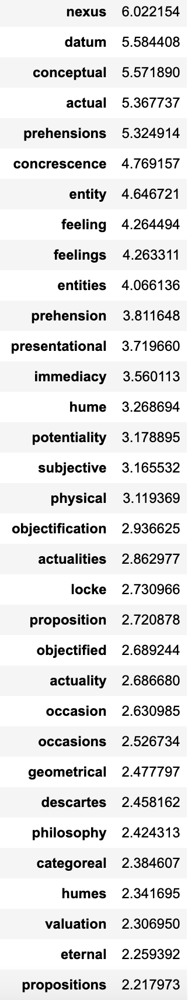 nexus 6.022154
datum 5.584408
conceptual 5.571890
actual 5.367737
prehensions 5.324914
concrescence 4.769157
entity 4.646721
feeling 4.264494
feelings 4.263311
entities 4.066136
prehension 3.811648
presentational 3.719660
immediacy 3.560113
hume 3.268694
potentiality 3.178895
subjective 3.165532
physical 3.119369
objectification 2.936625
actualities 2.862977
locke 2.730966
proposition 2.720878
objectified 2.689244
actuality 2.686680
occasion 2.630985
occasions 2.526734
geometrical 2.477797
descartes 2.458162
philosophy 2.424313
categoreal 2.384607
humes 2.341695
valuation 2.306950
eternal 2.259392
propositions 2.217973